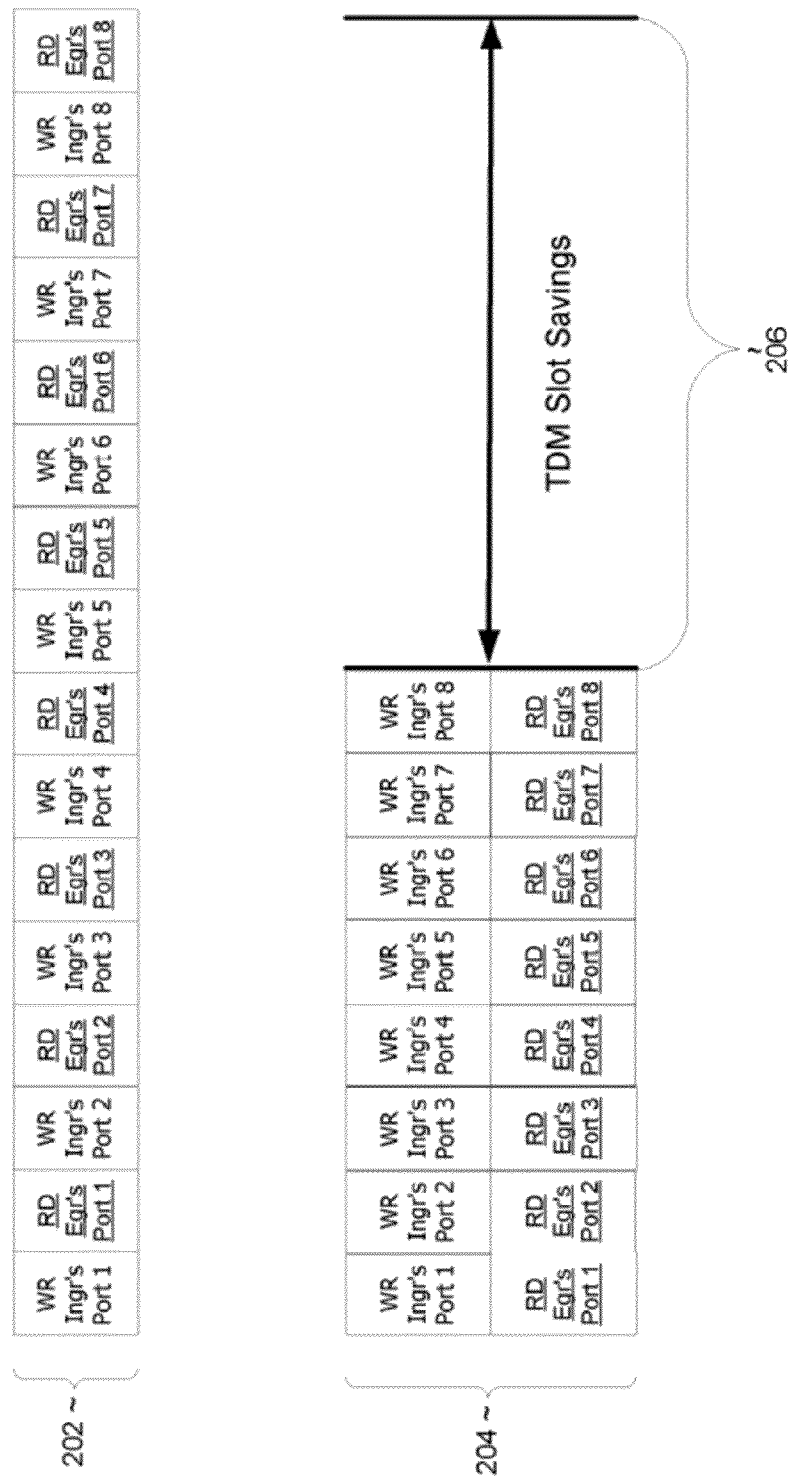 202 ~
WR
Ingr's
Port 1
RD
Egr's
Port 1
WR
Ingr's
Port 2
RD
Egr's
Port 2
WR
Ingr's
Port 3
RD
Egr's
Port 3
WR
Ingr's
Port 4
RD
Egr's
Port 4
WR
Ingr's
Port 5
RD
Egr's
Port 5
WR
Ingr's
Port 6
RD
Egr's
Port 6
WR
Ingr's
Port 7
RD
Egr's
Port 7
WR
Ingr's
Port 8
RD
Egr's
Port 8
204 ~
WR
Ingr's
Port 1
WR
Ingr's
Port 2
WR
Ingr's
Port 3
WR
Ingr's
Port 4
WR
Ingr's
Port 5
WR
Ingr's
Port 6
WR
Ingr's
Port 7
WR
Ingr's
Port 8
RD
Egr's
Port 1
RD
Egr's
Port 2
RD
Egr's
Port 3
RD
Egr's
Port 4
RD
Egr's
Port 5
RD
Egr's
Port 6
RD
Egr's
Port 7
RD
Egr's
Port 8
TDM Slot Savings
~
206